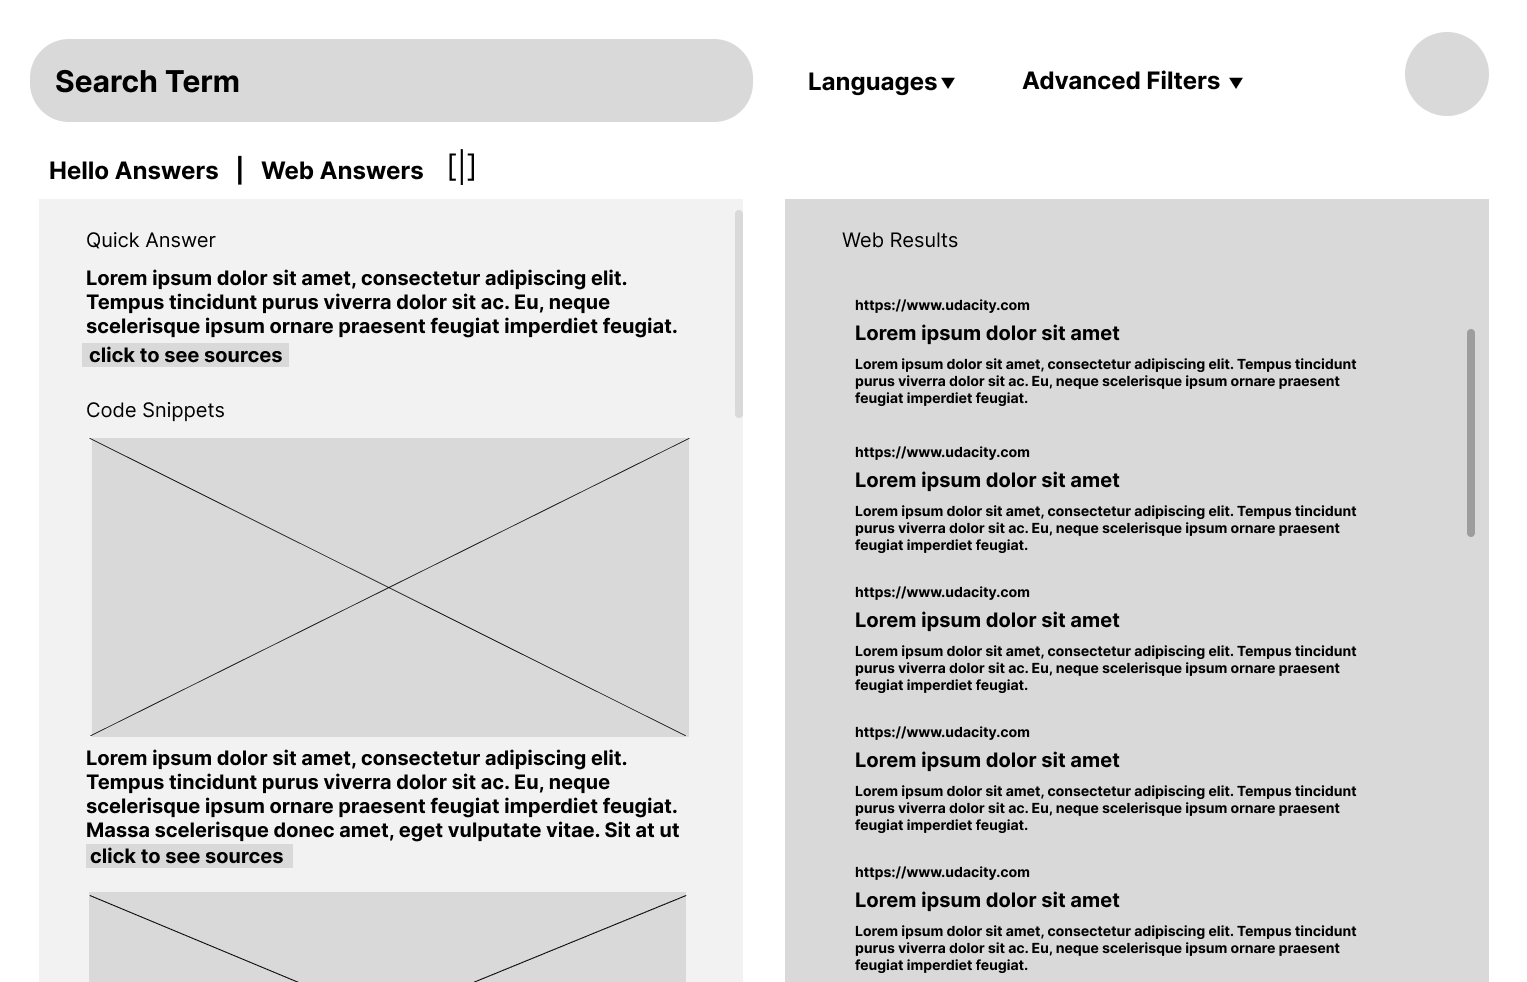 Search Term
Languages▼
Advanced Filters ▼
Hello Answers | Web Answers [|]
Quick Answer
Lorem ipsum dolor sit amet, consectetur adipiscing elit.
Tempus tincidunt purus viverra dolor sit ac. Eu, neque
scelerisque ipsum ornare praesent feugiat imperdiet feugiat.
click to see sources
Code Snippets
Lorem ipsum dolor sit amet, consectetur adipiscing elit.
Tempus tincidunt purus viverra dolor sit ac. Eu, neque
scelerisque ipsum ornare praesent feugiat imperdiet feugiat.
Massa scelerisque donec amet, eget vulputate vitae. Sit at ut
click to see sources
Web Results
https://www.udacity.com
Lorem ipsum dolor sit amet
Lorem ipsum dolor sit amet, consectetur adipiscing elit. Tempus tincidunt
purus viverra dolor sit ac. Eu, neque scelerisque ipsum ornare praesent
feugiat imperdiet feugiat.
https://www.udacity.com
Lorem ipsum dolor sit amet
Lorem ipsum dolor sit amet, consectetur adipiscing elit. Tempus tincidunt
purus viverra dolor sit ac. Eu, neque scelerisque ipsum ornare praesent
feugiat imperdiet feugiat.
https://www.udacity.com
Lorem ipsum dolor sit amet
Lorem ipsum dolor sit amet, consectetur adipiscing elit. Tempus tincidunt
purus viverra dolor sit ac. Eu, neque scelerisque ipsum ornare praesent
feugiat imperdiet feugiat.
https://www.udacity.com
Lorem ipsum dolor sit amet
Lorem ipsum dolor sit amet, consectetur adipiscing elit. Tempus tincidunt
purus viverra dolor sit ac. Eu, neque scelerisque ipsum ornare praesent
feugiat imperdiet feugiat.
https://www.udacity.com
Lorem ipsum dolor sit amet
Lorem ipsum dolor sit amet, consectetur adipiscing elit. Tempus tincidunt
purus viverra dolor sit ac. Eu, neque scelerisque ipsum ornare praesent
feugiat imperdiet feugiat.